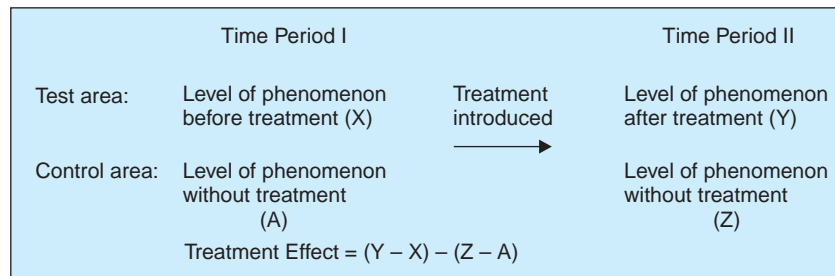 Time Period I Time Period II
Test area: Level of phenomenon Treatment Level of phenomenon
before treatment (X) introduced after treatment (Y)
Control area: Level of phenomenon Level of phenomenon
without treatment without treatment
(A) (Z)
Treatment Effect = (Y – X) – (Z – A)